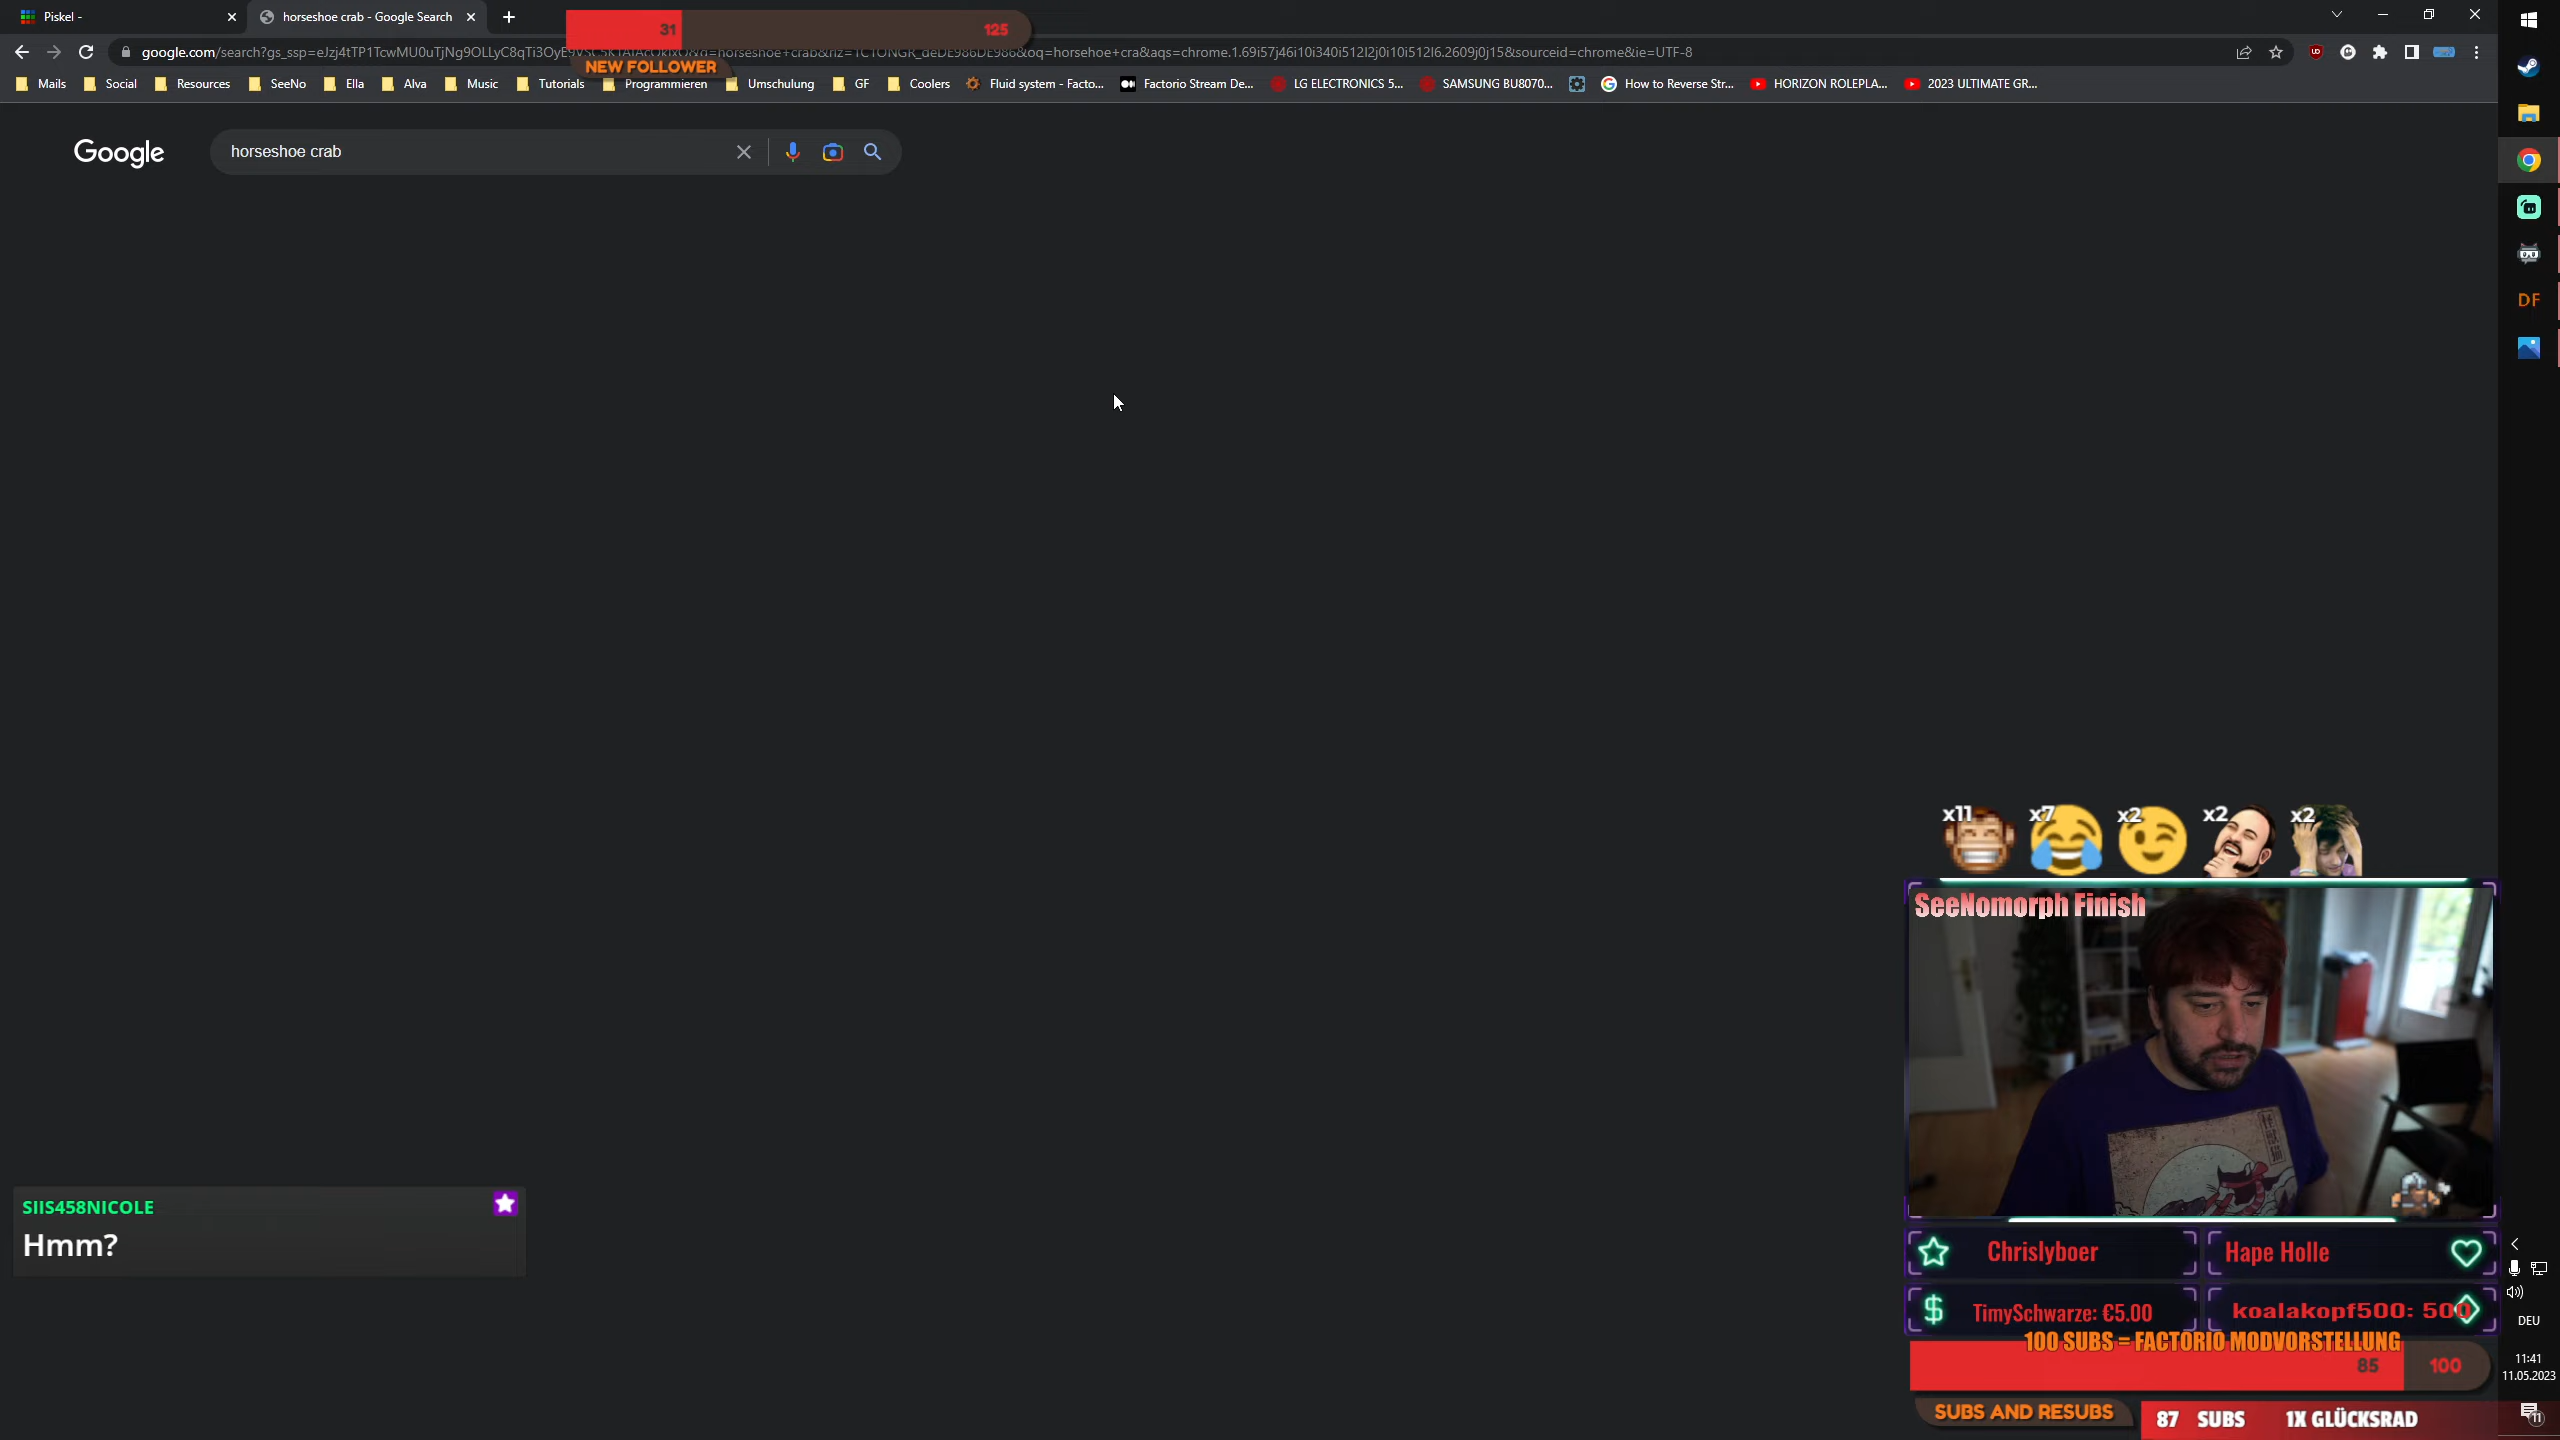 Piskel -
horseshoe crab - Google Search
31
125
NEW FOLLOWER
Mails
Social
Resources
SeeNo
Ella
Alva
Music
Tutorials
Programmieren
Umschulung
GF
Coolers
Fluid system - Facto...
Factorio Stream De...
LG ELECTRONICS 5...
SAMSUNG BU8070...
How to Reverse Str...
HORIZON ROLEPLA...
2023 ULTIMATE GR...
Google
horseshoe crab
DF
x11
x7
x2
x2
x2
SeeNomorph Finish
SIIS458NICOLE
Hmm?
Chrislyboer
Hape Holle
TimySchwarze: €5.00
koalakopf500: 500
100 SUBS = FACTORIO MODVORSTELLUNG
85
100
SUBS AND RESUBS
87 SUBS
1X GLÜCKSRAD
DEU
11:41
11.05.2023
11